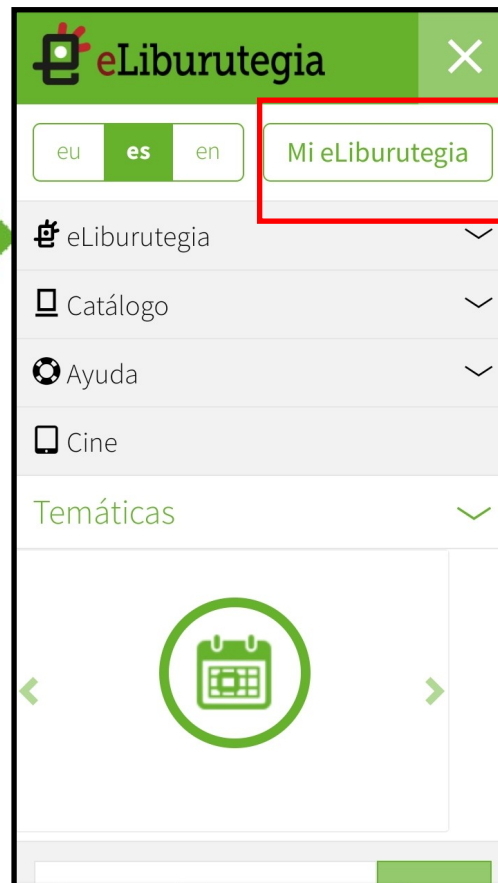 eLiburutegia
eu es en Mi eLiburutegia
eLiburutegia
Catálogo
Ayuda
Cine
Temáticas